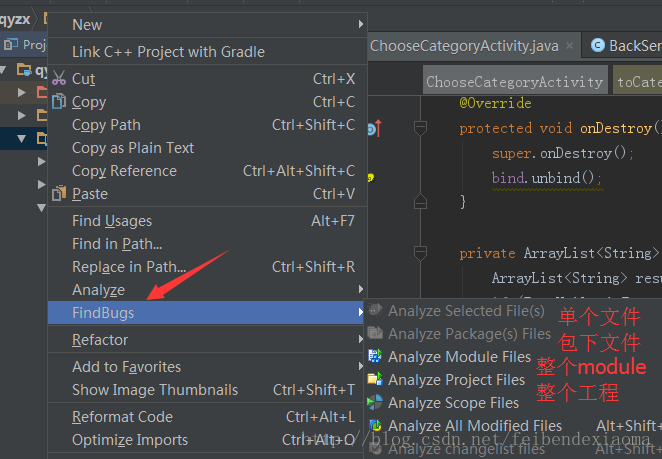 qyzx
New
Link C++ Project with Gradle
Cut Ctrl+X
Copy Ctrl+C
Copy Path Ctrl+Shift+C
Copy as Plain Text
Copy Reference Ctrl+Alt+Shift+C
Paste Ctrl+V
Find Usages Alt+F7
Find in Path...
Replace in Path... Ctrl+Shift+R
Analyze
FindBugs
Refactor
Add to Favorites
Show Image Thumbnails Ctrl+Shift+T
Reformat Code Ctrl+Alt+L
Optimize Imports Ctrl+Alt+O
ChooseCategoryActivity.java
BackServ
ChooseCategoryActivity
toCate
@Override
protected void onDestroy()
super.onDestroy();
bind.unbind();
}
private ArrayList<String>
ArrayList<String> resu
Analyze Selected File(s) 单个文件
Analyze Package(s) Files 包下文件
Analyze Module Files 整个module
Analyze Project Files 整个工程
Analyze Scope Files
Analyze All Modified Files Alt+Shift+
Analyze changelist files Alt+Shift
http://blog.csdn.net/feibendexiaoma